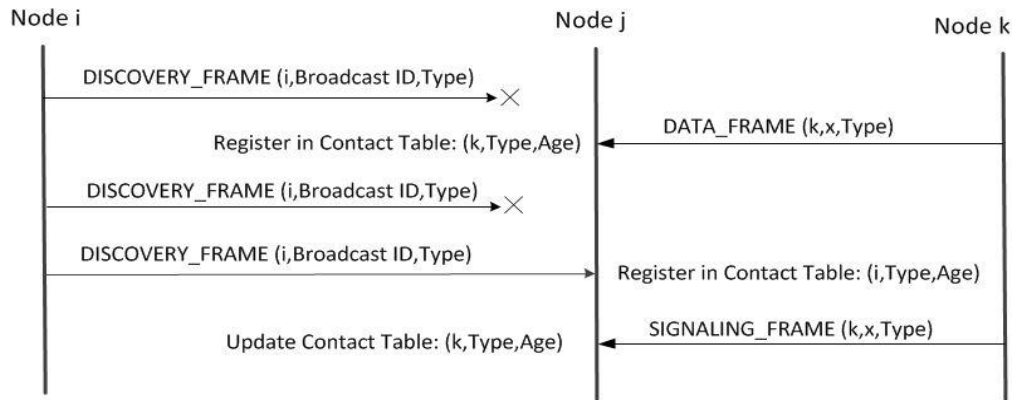 Node i
Node j
Node k
DISCOVERY_FRAME (i,Broadcast ID,Type)
DATA_FRAME (k,x,Type)
Register in Contact Table: (k,Type,Age)
DISCOVERY_FRAME (i,Broadcast ID,Type)
DISCOVERY_FRAME (i,Broadcast ID,Type)
Register in Contact Table: (i,Type,Age)
SIGNALING_FRAME (k,x,Type)
Update Contact Table: (k,Type,Age)